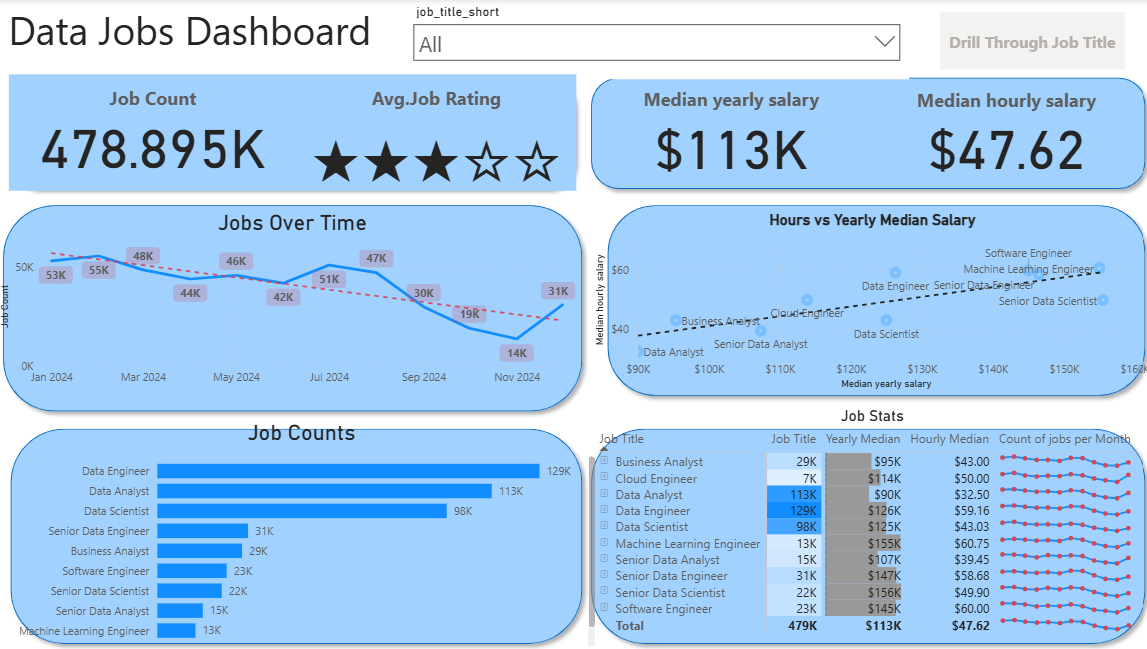 Data Jobs Dashboard
job_title_short
All
Drill Through Job Title
Job Count
478.895K
Avg.Job Rating
Median yearly salary
$113K
Median hourly salary
$47.62
Jobs Over Time
Job Count
50K
0K
53K
55K
48K
44K
46K
42K
51K
47K
30K
19K
14K
31K
Jan 2024
Mar 2024
May 2024
Jul 2024
Sep 2024
Nov 2024
Hours vs Yearly Median Salary
Median hourly salary
$60
$40
Software Engineer
Machine Learning Engineer
Data Engineer
Senior Data Engineer
Senior Data Scientist
Cloud Engineer
Business Analyst
Data Scientist
Senior Data Analyst
Data Analyst
$90K
$100K
$110K
$120K
$130K
$140K
$150K
$160K
Median yearly salary
Job Counts
Data Engineer 129K
Data Analyst 113K
Data Scientist 98K
Senior Data Engineer 31K
Business Analyst 29K
Software Engineer 23K
Senior Data Scientist 22K
Senior Data Analyst 15K
Machine Learning Engineer 13K
Job Stats
Job Title Job Title Yearly Median Hourly Median Count of jobs per Month
Business Analyst 29K $95K $43.00
Cloud Engineer 7K $114K $50.00
Data Analyst 113K $90K $32.50
Data Engineer 129K $126K $59.16
Data Scientist 98K $125K $43.03
Machine Learning Engineer 13K $155K $60.75
Senior Data Analyst 15K $107K $39.45
Senior Data Engineer 31K $147K $58.68
Senior Data Scientist 22K $156K $49.90
Software Engineer 23K $145K $60.00
Total 479K $113K $47.62